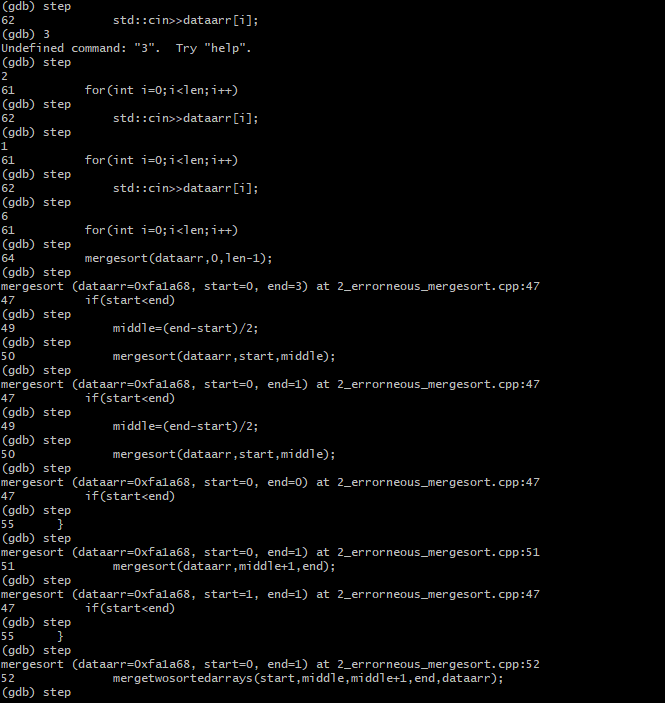 (gdb) step
62              std::cin>>dataarr[i];
(gdb) 3
Undefined command: "3".  Try "help".
(gdb) step
2
61          for(int i=0;i<len;i++)
(gdb) step
62              std::cin>>dataarr[i];
(gdb) step
1
61          for(int i=0;i<len;i++)
(gdb) step
62              std::cin>>dataarr[i];
(gdb) step
6
61          for(int i=0;i<len;i++)
(gdb) step
64          mergesort(dataarr,0,len-1);
(gdb) step
mergesort (dataarr=0xfa1a68, start=0, end=3) at 2_errorneous_mergesort.cpp:47
47          if(start<end)
(gdb) step
49              middle=(end-start)/2;
(gdb) step
50              mergesort(dataarr,start,middle);
(gdb) step
mergesort (dataarr=0xfa1a68, start=0, end=1) at 2_errorneous_mergesort.cpp:47
47          if(start<end)
(gdb) step
49              middle=(end-start)/2;
(gdb) step
50              mergesort(dataarr,start,middle);
(gdb) step
mergesort (dataarr=0xfa1a68, start=0, end=0) at 2_errorneous_mergesort.cpp:47
47          if(start<end)
(gdb) step
55      }
(gdb) step
mergesort (dataarr=0xfa1a68, start=0, end=1) at 2_errorneous_mergesort.cpp:51
51              mergesort(dataarr,middle+1,end);
(gdb) step
mergesort (dataarr=0xfa1a68, start=1, end=1) at 2_errorneous_mergesort.cpp:47
47          if(start<end)
(gdb) step
55      }
(gdb) step
mergesort (dataarr=0xfa1a68, start=0, end=1) at 2_errorneous_mergesort.cpp:52
52              mergetwosortedarrays(start,middle,middle+1,end,dataarr);
(gdb) step